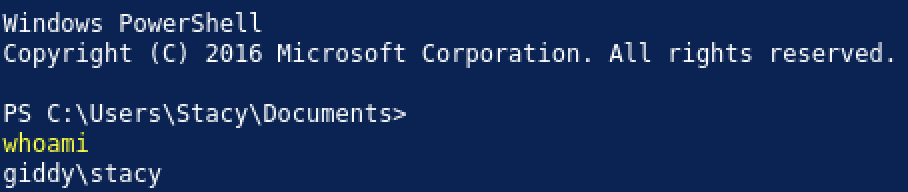 Windows PowerShell
Copyright (C) 2016 Microsoft Corporation. All rights reserved.
PS C:\Users\Stacy\Documents>
whoami
giddy\stacy